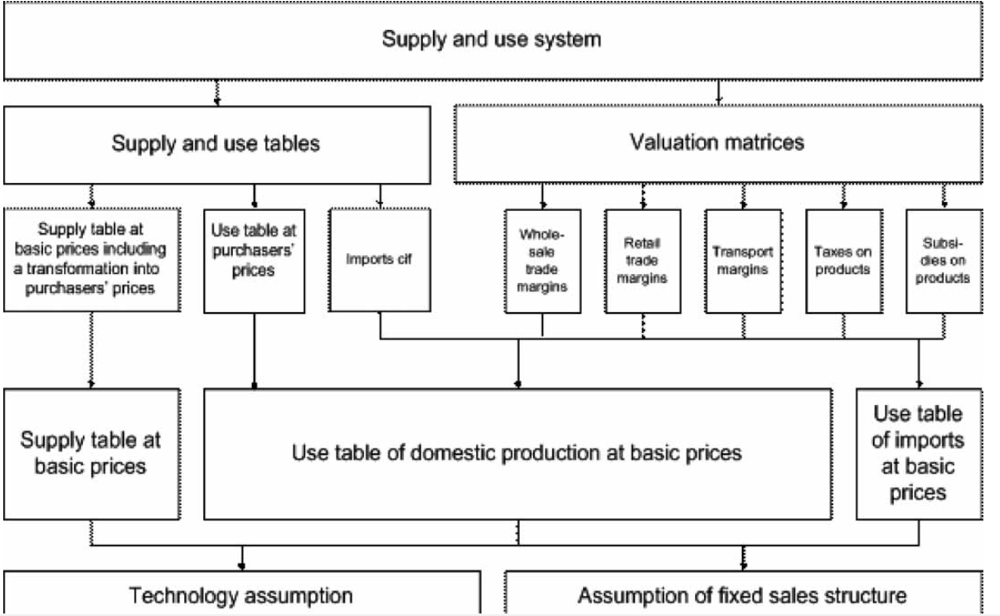 Supply and use system
Supply and use tables
Valuation matrices
Supply table at
basic prices including
a transformation into
purchasers' prices
Use table at
purchasers'
prices
Imports cif
Whole-
sale
trade
margins
Retail
trade
margins
Transport
margins
Taxes on
products
Subsi-
dies on
products
Supply table at
basic prices
Use table of domestic production at basic prices
Use table
of imports
at basic
prices
Technology assumption
Assumption of fixed sales structure